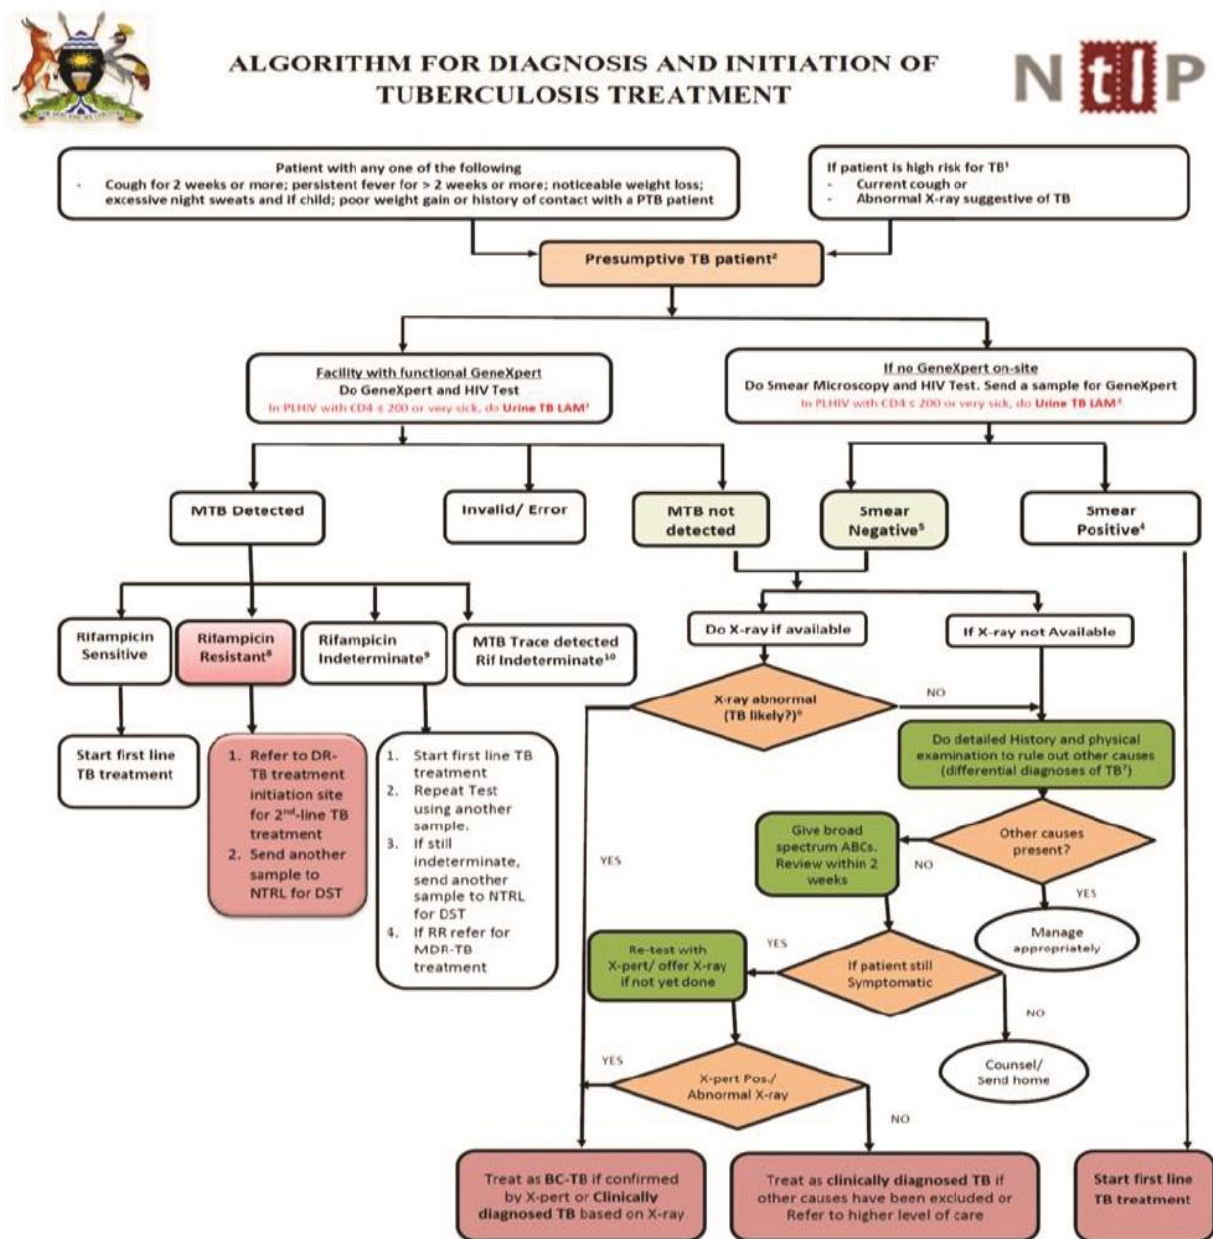 ALGORITHM FOR DIAGNOSIS AND INITIATION OF
TUBERCULOSIS TREATMENT
N tl P
Patient with any one of the following
- Cough for 2 weeks or more; persistent fever for > 2 weeks or more; noticeable weight loss;
excessive night sweats and if child; poor weight gain or history of contact with a PTB patient
If patient is high risk for TB¹
- Current cough or
- Abnormal X-ray suggestive of TB
Presumptive TB patient²
Facility with functional GeneXpert
Do GeneXpert and HIV Test
In PLHIV with CD4 ≤ 200 or very sick, do Urine TB LAM³
If no GeneXpert on-site
Do Smear Microscopy and HIV Test. Send a sample for GeneXpert
In PLHIV with CD4 ≤ 200 or very sick, do Urine TB LAM³
MTB Detected
Invalid/ Error
MTB not
detected
Smear
Negative⁵
Smear
Positive⁴
Rifampicin
Sensitive
Rifampicin
Resistant⁸
Rifampicin
Indeterminate⁹
MTB Trace detected
Rif Indeterminate¹⁰
Do X-ray if available
If X-ray not Available
X-ray abnormal
(TB likely?)⁶
NO
Start first line
TB treatment
1. Refer to DR-
TB treatment
initiation site
for 2nd-line TB
treatment
2. Send another
sample to
NTRL for DST
1. Start first line TB
treatment
2. Repeat Test
using another
sample.
3. If still
indeterminate,
send another
sample to NTRL
for DST
4. If RR refer for
MDR-TB
treatment
YES
Do detailed History and physical
examination to rule out other causes
(differential diagnoses of TB⁷)
Other causes
present?
NO
Give broad
spectrum ABCs.
Review within 2
weeks
YES
Manage
appropriately
If patient still
Symptomatic
YES
Re-test with
X-pert/ offer X-ray
if not yet done
NO
Counsel/
Send home
X-pert Pos./
Abnormal X-ray
YES
NO
Treat as BC-TB if confirmed
by X-pert or Clinically
diagnosed TB based on X-ray
Treat as clinically diagnosed TB if
other causes have been excluded or
Refer to higher level of care
Start first line
TB treatment